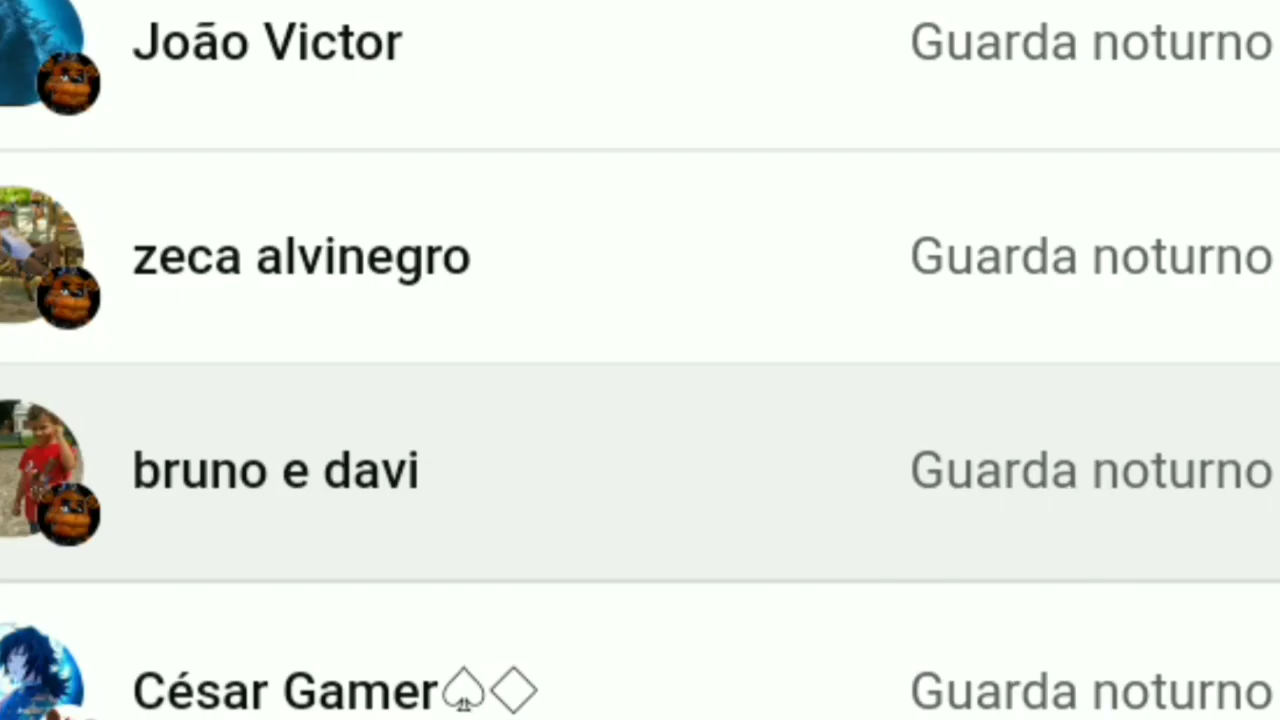 João Victor Guarda noturno
zeca alvinegro Guarda noturno
bruno e davi Guarda noturno
César Gamer♤♢ Guarda noturno